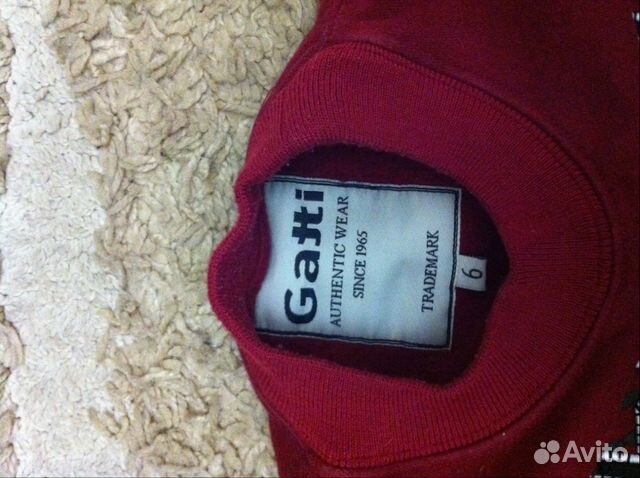 Gatti
AUTHENTIC WEAR
SINCE 1965
TRADEMARK
6
Avito